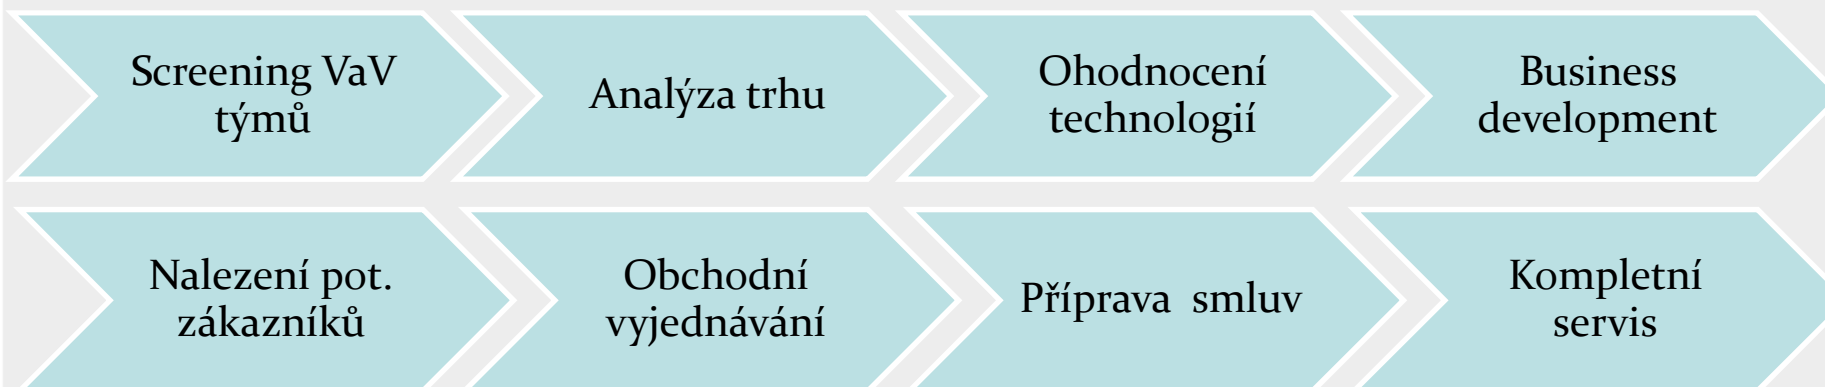 Screening VaV
týmů
Analýza trhu
Ohodnocení
technologií
Business
development
Nalezení pot.
zákazníků
Obchodní
vyjednávání
Příprava  smluv
Kompletní
servis